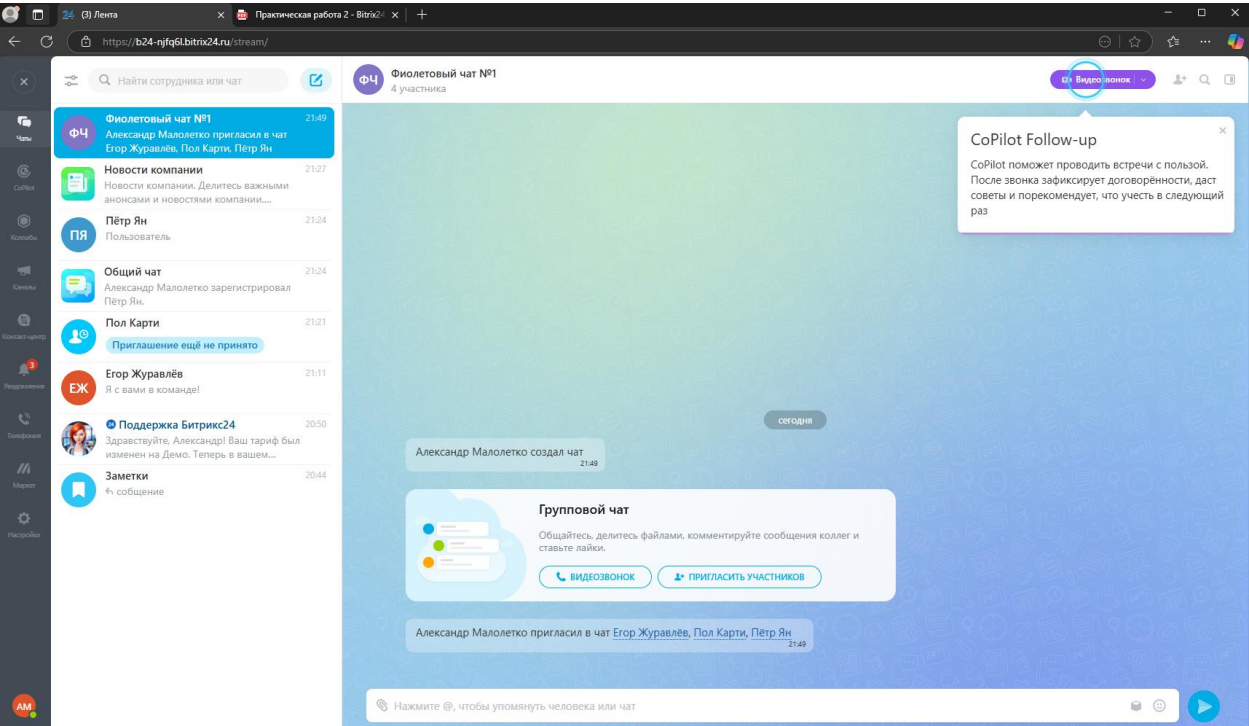 (3) Лента
Практическая работа 2 - Bitrix24
https://b24-njfq6l.bitrix24.ru/stream/
Найти сотрудника или чат
ФЧ
Фиолетовый чат №1
4 участника
Видеозвонок
Чаты
CoPilot
Коллабы
Каналы
Контакт-центр
3
Уведомления
Телефония
Маркет
Настройки
АМ
ФЧ
Фиолетовый чат №1
21:49
Александр Малолетко пригласил в чат
Егор Журавлёв, Пол Карти, Пётр Ян
Новости компании
21:27
Новости компании. Делитесь важными
анонсами и новостями компании....
ПЯ
Пётр Ян
21:24
Пользователь
Общий чат
21:24
Александр Малолетко зарегистрировал
Пётр Ян.
Пол Карти
21:21
Приглашение ещё не принято
ЕЖ
Егор Журавлёв
21:11
Я с вами в команде!
Поддержка Битрикс24
20:50
Здравствуйте, Александр! Ваш тариф был
изменен на Демо. Теперь в вашем...
Заметки
20:44
собщение
CoPilot Follow-up
CoPilot поможет проводить встречи с пользой.
После звонка зафиксирует договорённости, даст
советы и порекомендует, что учесть в следующий
раз
сегодня
Александр Малолетко создал чат
21:49
Групповой чат
Общайтесь, делитесь файлами, комментируйте сообщения коллег и
ставьте лайки.
ВИДЕОЗВОНОК
ПРИГЛАСИТЬ УЧАСТНИКОВ
Александр Малолетко пригласил в чат Егор Журавлёв, Пол Карти, Пётр Ян
21:49
Нажмите @, чтобы упомянуть человека или чат